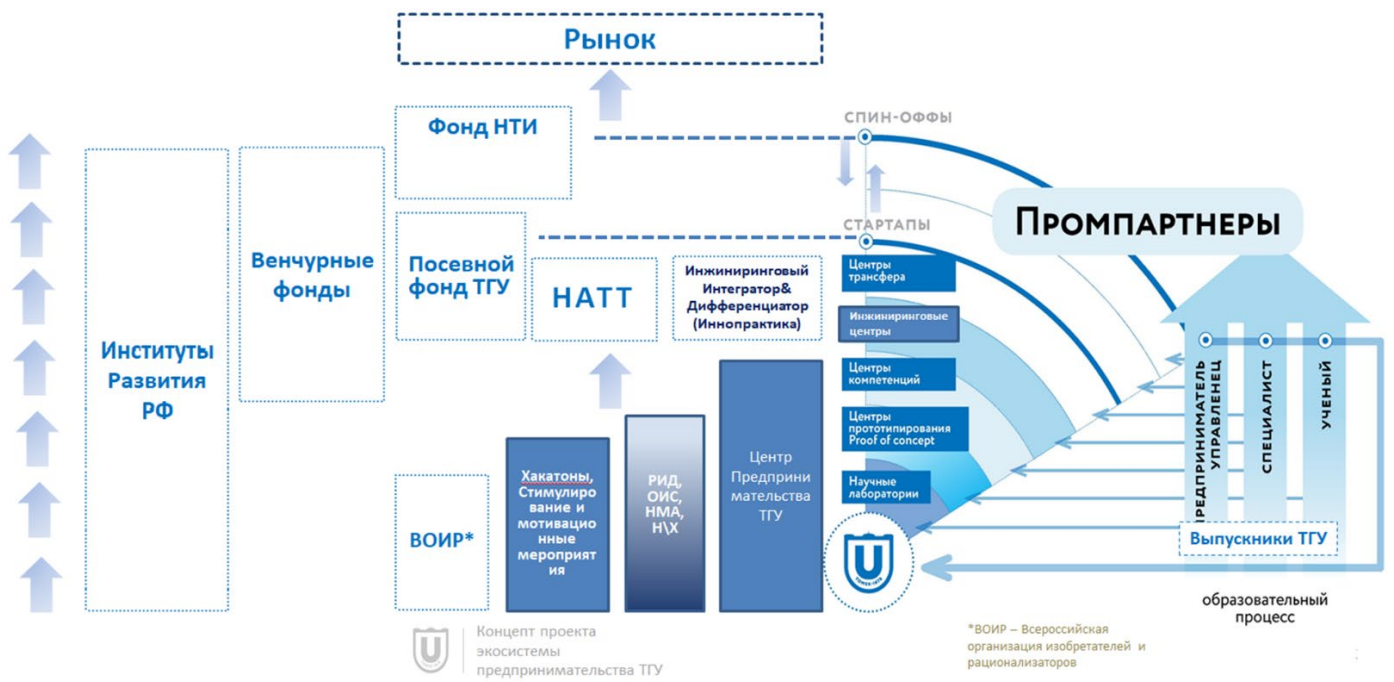 Рынок
Фонд НТИ
СПИН-ОФФЫ
СТАРТАПЫ
Промпартнеры
Институты
Развития
РФ
Венчурные
фонды
Посевной
фонд ТГУ
НАТТ
Инжиниринговый
Интегратор&
Дифференциатор
(Иннопрактика)
Центры
трансфера
Инжиниринговые
центры
Центры
компетенций
Центры
прототипирования
Proof of concept
Научные
лаборатории
ВОИР*
Хакатоны,
Стимулиро
вание и
мотивацио
нные
мероприят
ия
РИД,
ОИС,
НМА,
Н\Х
Центр
Предприни
мательства
ТГУ
ПРЕДПРИНИМАТЕЛЬ
УПРАВЛЕНЕЦ
СПЕЦИАЛИСТ
УЧЕНЫЙ
Выпускники ТГУ
образовательный
процесс
Концепт проекта
экосистемы
предпринимательства ТГУ
*ВОИР – Всероссийская
организация изобретателей и
рационализаторов